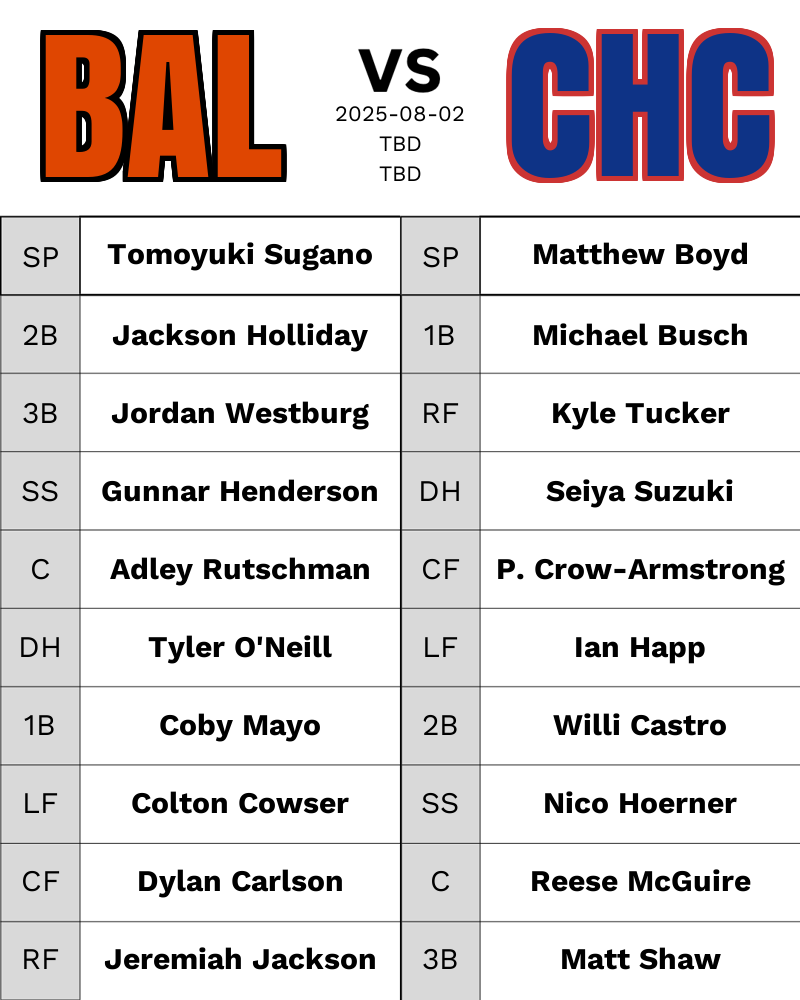 BAL
VS
2025-08-02
TBD
TBD
CHC
SP Tomoyuki Sugano SP Matthew Boyd
2B Jackson Holliday 1B Michael Busch
3B Jordan Westburg RF Kyle Tucker
SS Gunnar Henderson DH Seiya Suzuki
C Adley Rutschman CF P. Crow-Armstrong
DH Tyler O'Neill LF Ian Happ
1B Coby Mayo 2B Willi Castro
LF Colton Cowser SS Nico Hoerner
CF Dylan Carlson C Reese McGuire
RF Jeremiah Jackson 3B Matt Shaw